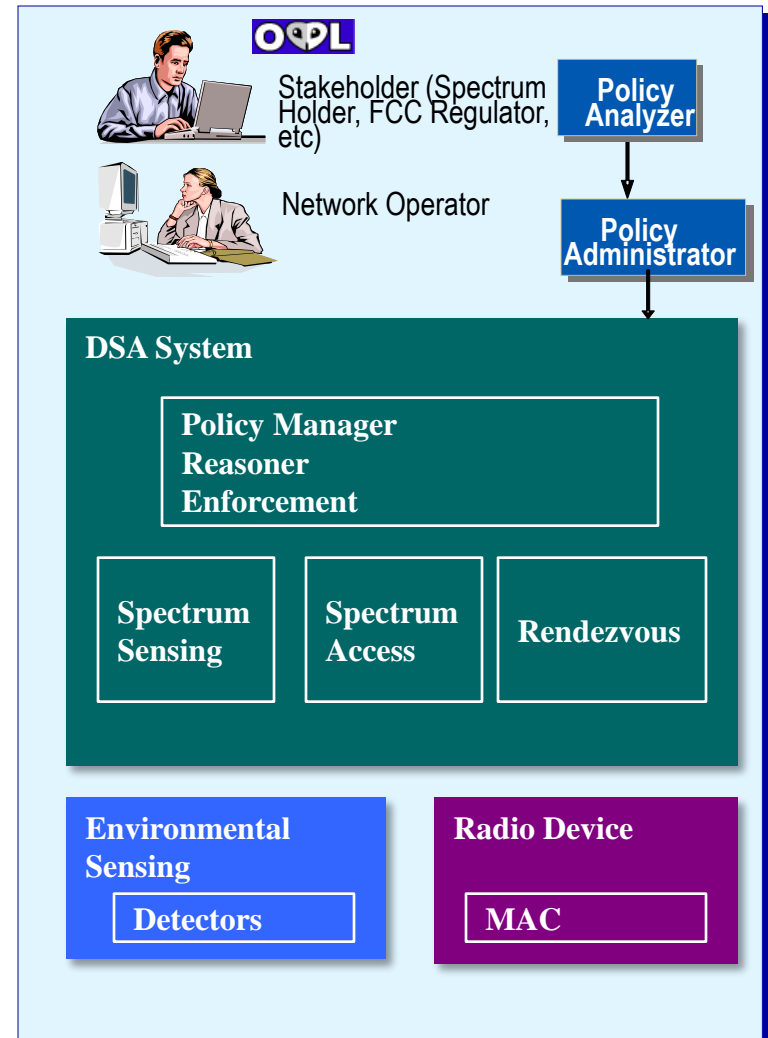 OWL
Stakeholder (Spectrum
Holder, FCC Regulator,
etc)
Policy
Analyzer
Network Operator
Policy
Administrator
DSA System
Policy Manager
Reasoner
Enforcement
Spectrum
Sensing
Spectrum
Access
Rendezvous
Environmental
Sensing
Detectors
Radio Device
MAC